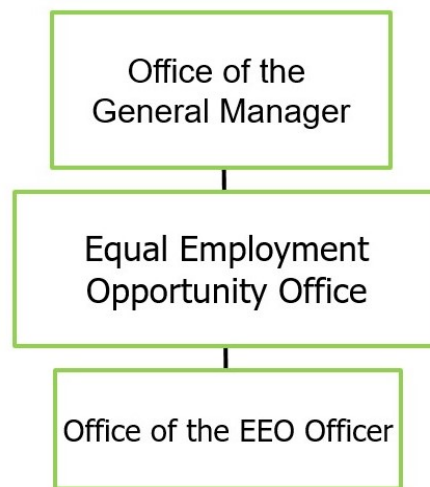 Office of the
General Manager
Equal Employment
Opportunity Office
Office of the EEO Officer